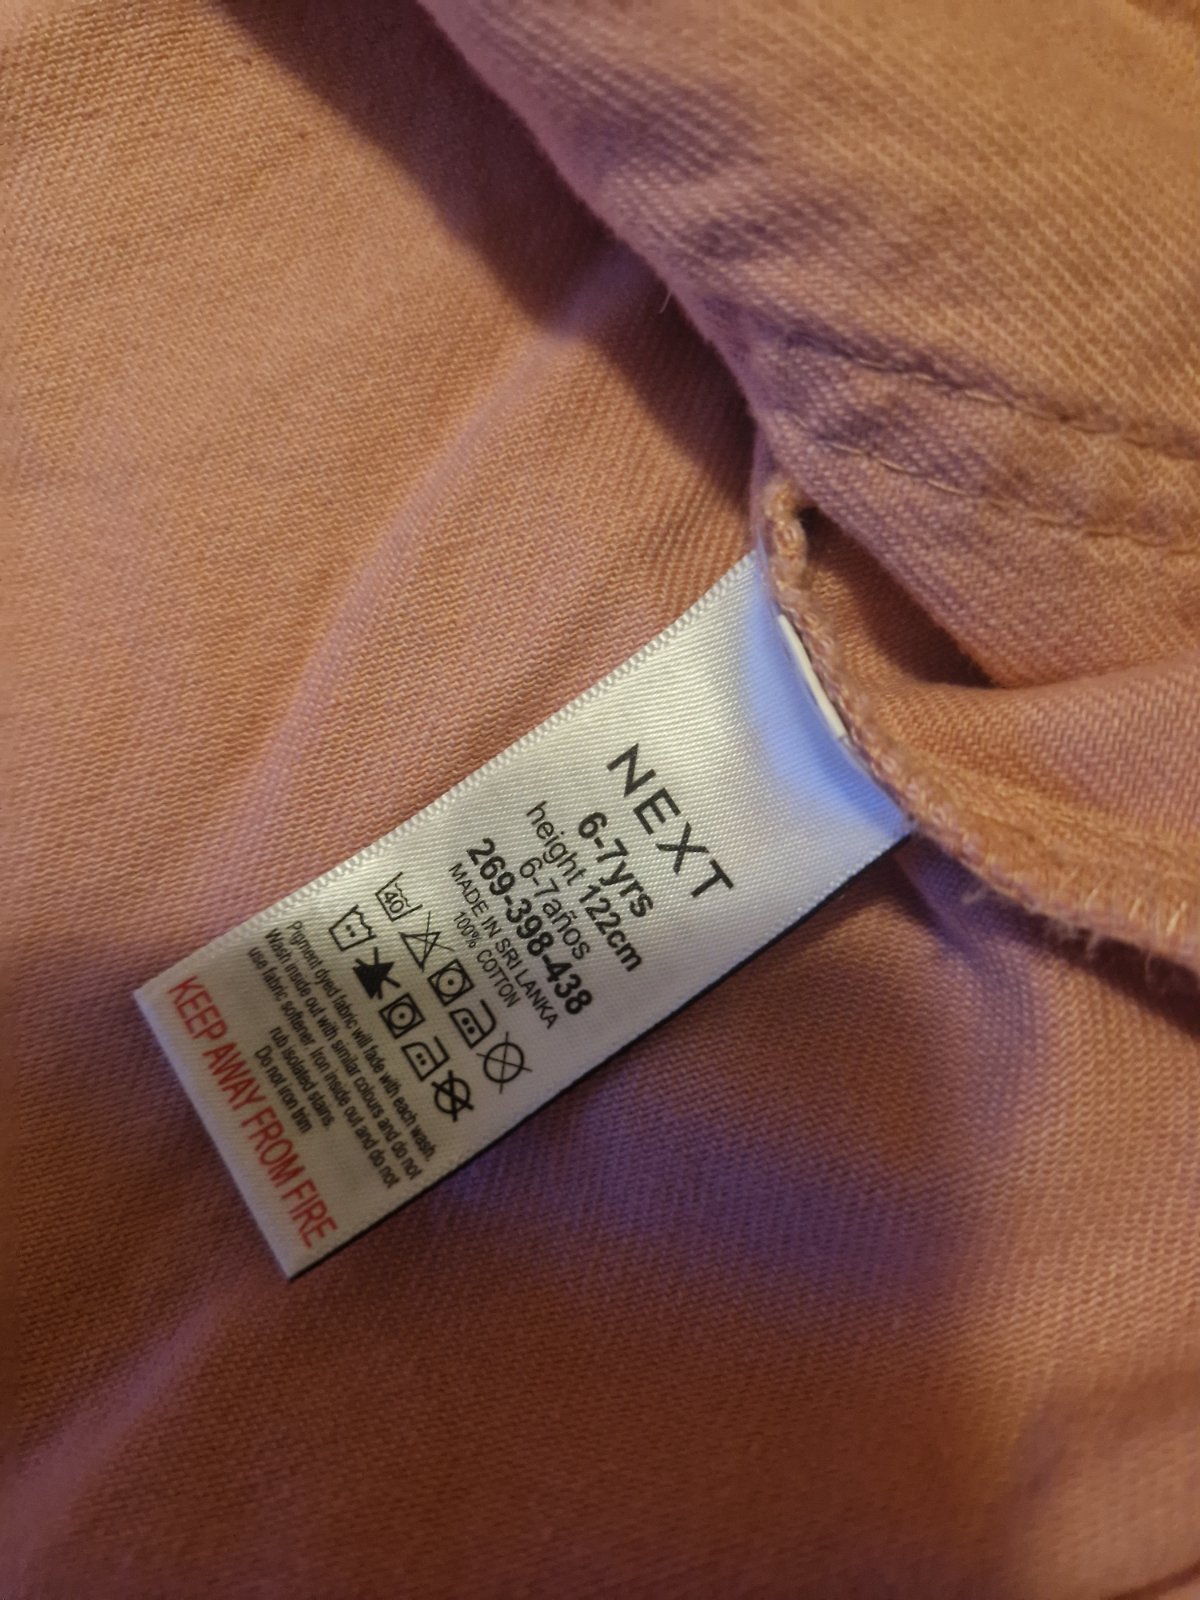 NEXT
6-7yrs
height 122cm
6-7años
269-398-438
MADE IN SRI LANKA
100% COTTON
40
Pigment dyed fabric will fade with each wash.
Wash inside out with similar colours and do not
use fabric softener. Iron inside out and do not
rub isolated stains.
Do not iron trim
KEEP AWAY FROM FIRE